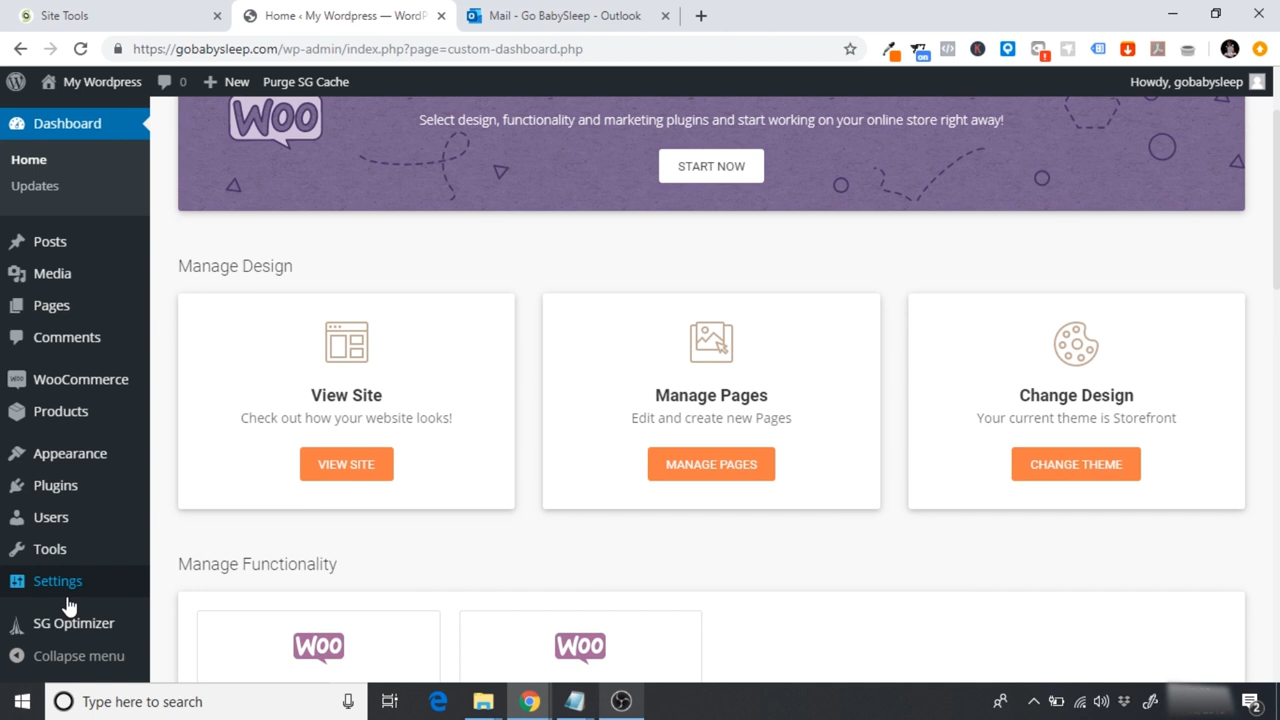 Site Tools
Home ‹ My Wordpress — WordP
Mail - Go BabySleep - Outlook
https://gobabysleep.com/wp-admin/index.php?page=custom-dashboard.php
on
My Wordpress
0
New
Purge SG Cache
Howdy, gobabysleep
Dashboard
Home
Updates
Posts
Media
Pages
Comments
WooCommerce
Products
Appearance
Plugins
Users
Tools
Settings
SG Optimizer
Collapse menu
WOO
Select design, functionality and marketing plugins and start working on your online store right away!
START NOW
Manage Design
View Site
Check out how your website looks!
VIEW SITE
Manage Pages
Edit and create new Pages
MANAGE PAGES
Change Design
Your current theme is Storefront
CHANGE THEME
Manage Functionality
WOO
WOO
Type here to search
2